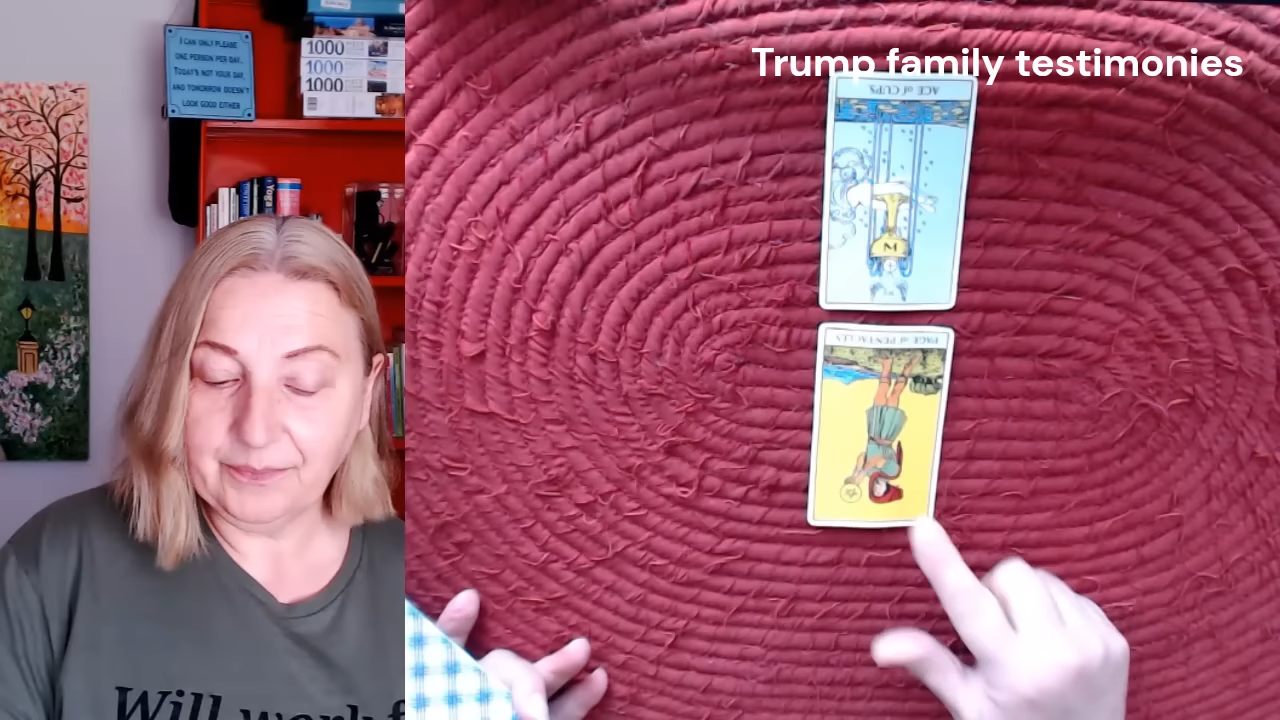 I CAN ONLY PLEASE
ONE PERSON PER DAY.
TODAY'S NOT YOUR DAY,
AND TOMORROW DOESN'T
LOOK GOOD EITHER
1000
1000
1000
Yoga
Trump family testimonies
ACE of CUPS.
PAGE of PENTACLES
Will work f